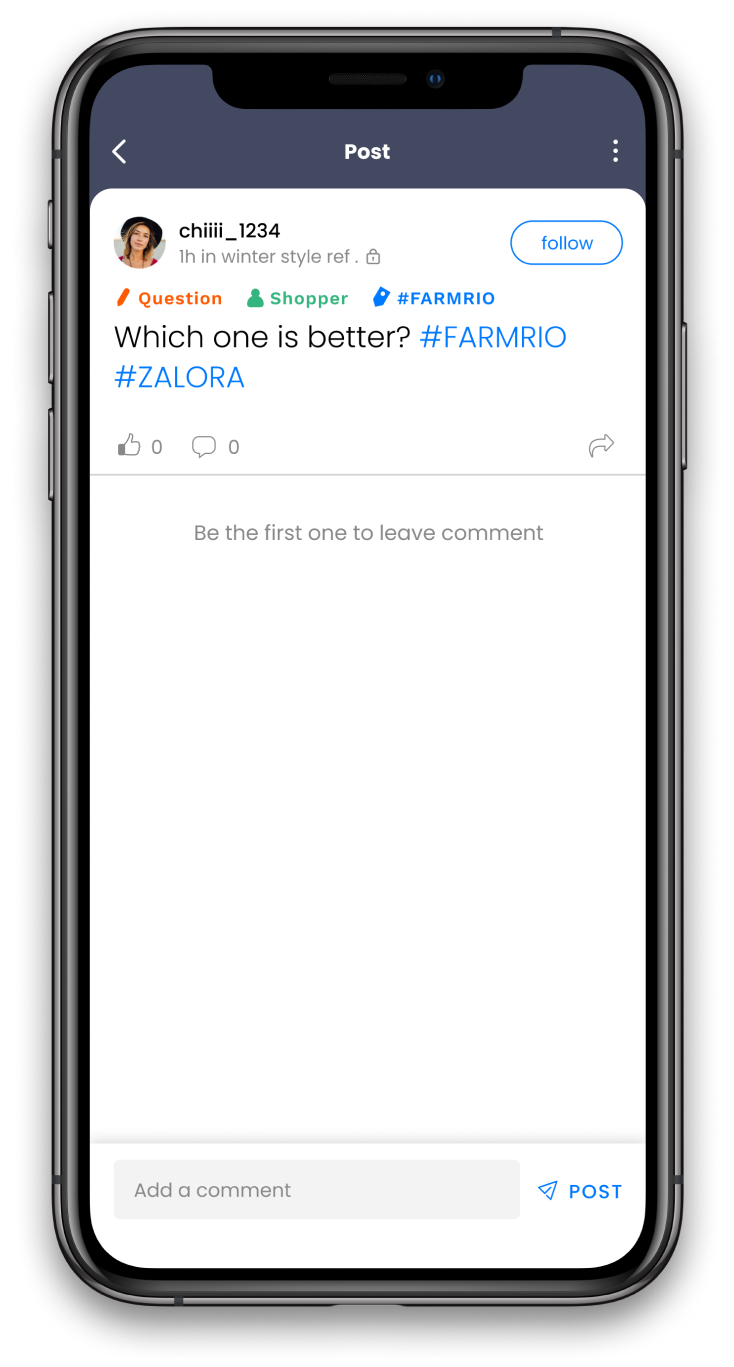 Post
chiiii_1234
1h in winter style ref .
follow
Question Shopper #FARMRIO
Which one is better? #FARMRIO
#ZALORA
0 0
Be the first one to leave comment
Add a comment
POST